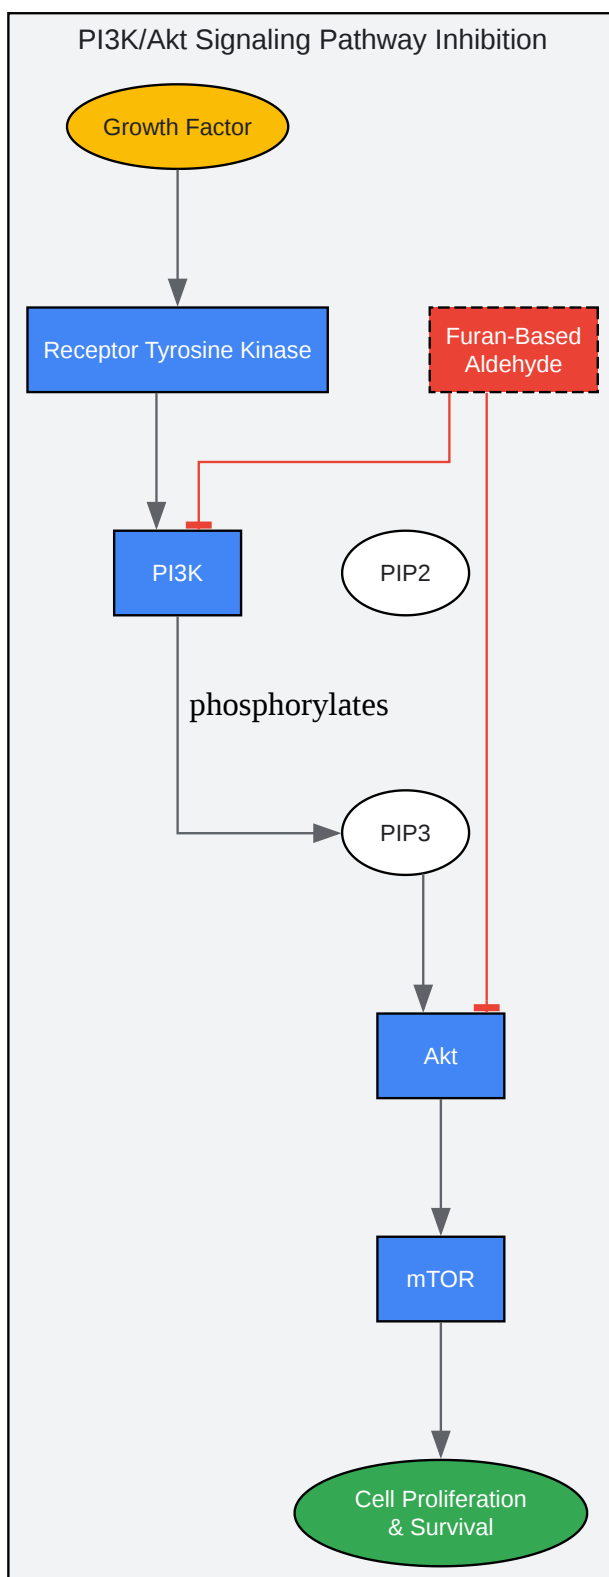 PI3K/Akt Signaling Pathway Inhibition
Growth Factor
Receptor Tyrosine Kinase
Furan-Based
Aldehyde
PI3K
PIP2
phosphorylates
PIP3
Akt
mTOR
Cell Proliferation
& Survival